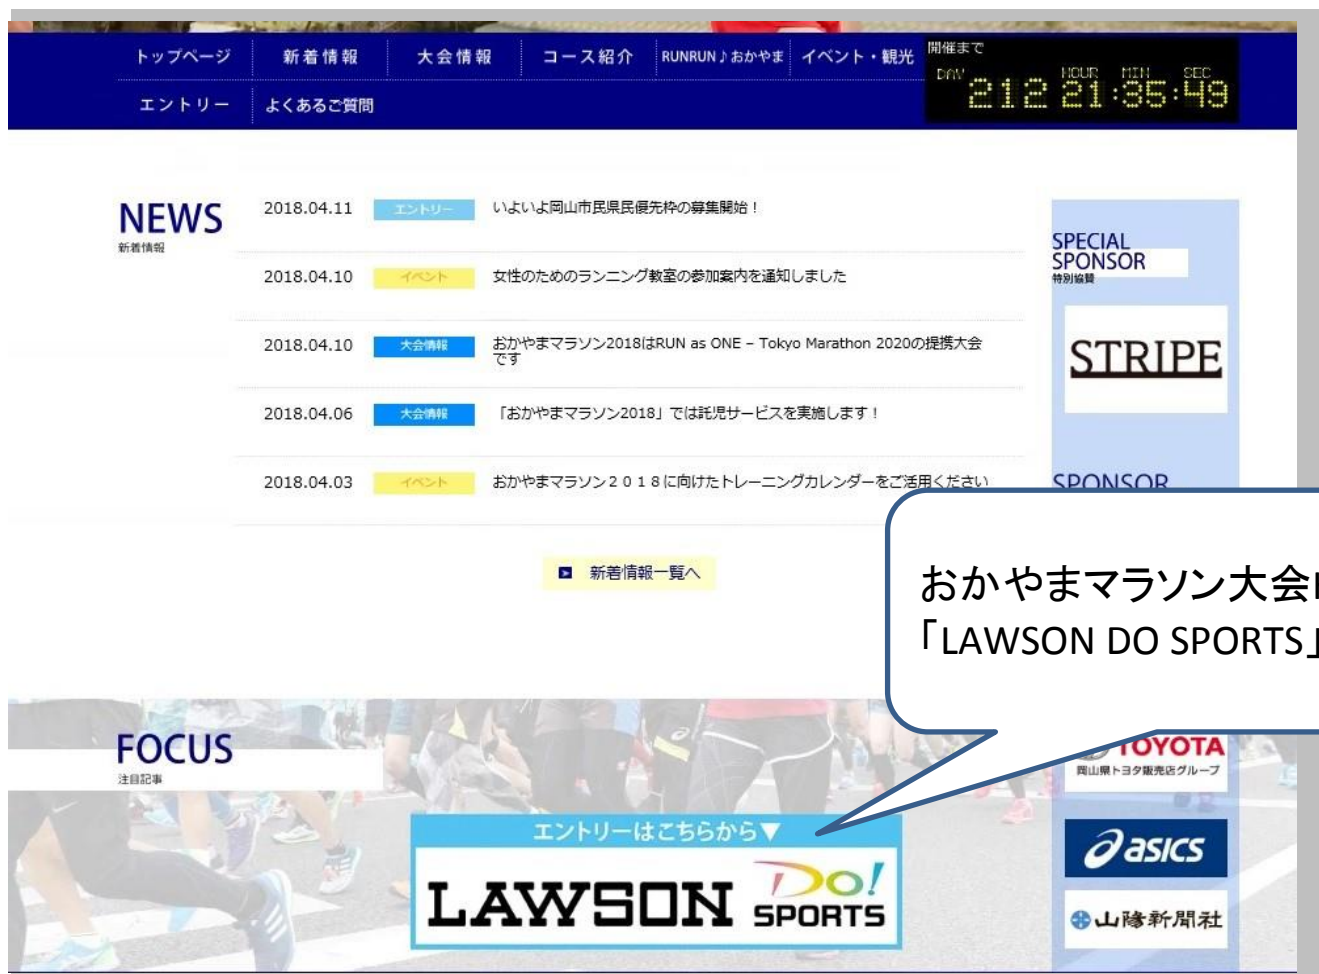 トップページ
新着情報
大会情報
コース紹介
RUNRUN♪おかやま
イベント・観光
エントリー
よくあるご質問
開催まで
DAY HOUR MIN SEC
212 21:35:49
NEWS
新着情報
2018.04.11 エントリー いよいよ岡山市民県民優先枠の募集開始！
2018.04.10 イベント 女性のためのランニング教室の参加案内を通知しました
2018.04.10 大会情報 おかやまマラソン2018はRUN as ONE – Tokyo Marathon 2020の提携大会
です
2018.04.06 大会情報 「おかやまマラソン2018」では託児サービスを実施します！
2018.04.03 イベント おかやまマラソン２０１８に向けたトレーニングカレンダーをご活用ください
新着情報一覧へ
SPECIAL
SPONSOR
特別協賛
STRIPE
SPONSOR
おかやまマラソン大会
「LAWSON DO SPORTS」
FOCUS
注目記事
エントリーはこちらから▼
LAWSON Do! SPORTS
TOYOTA
岡山県トヨタ販売店グループ
asics
山陽新聞社